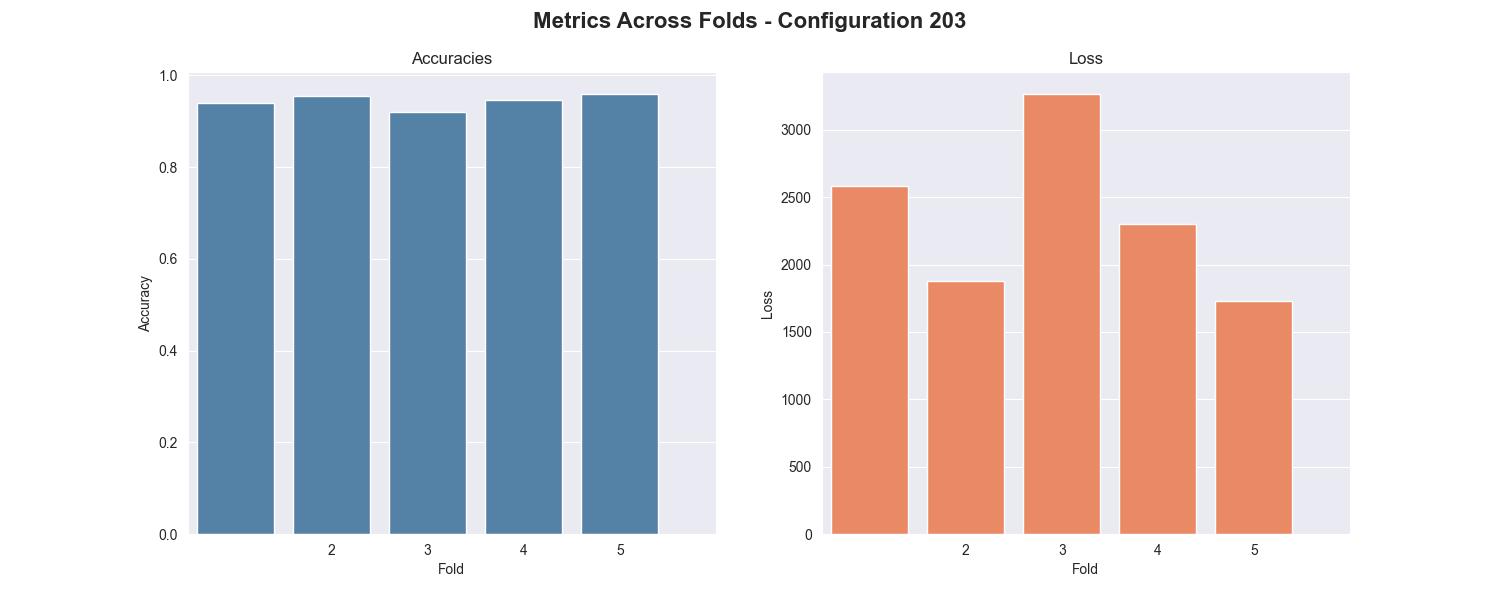 Metrics Across Folds - Configuration 203
Accuracies
1.0
0.8
0.6
0.4
0.2
0.0
Accuracy
2 3 4 5
Fold
Loss
3000
2500
2000
1500
1000
500
0
Loss
2 3 4 5
Fold